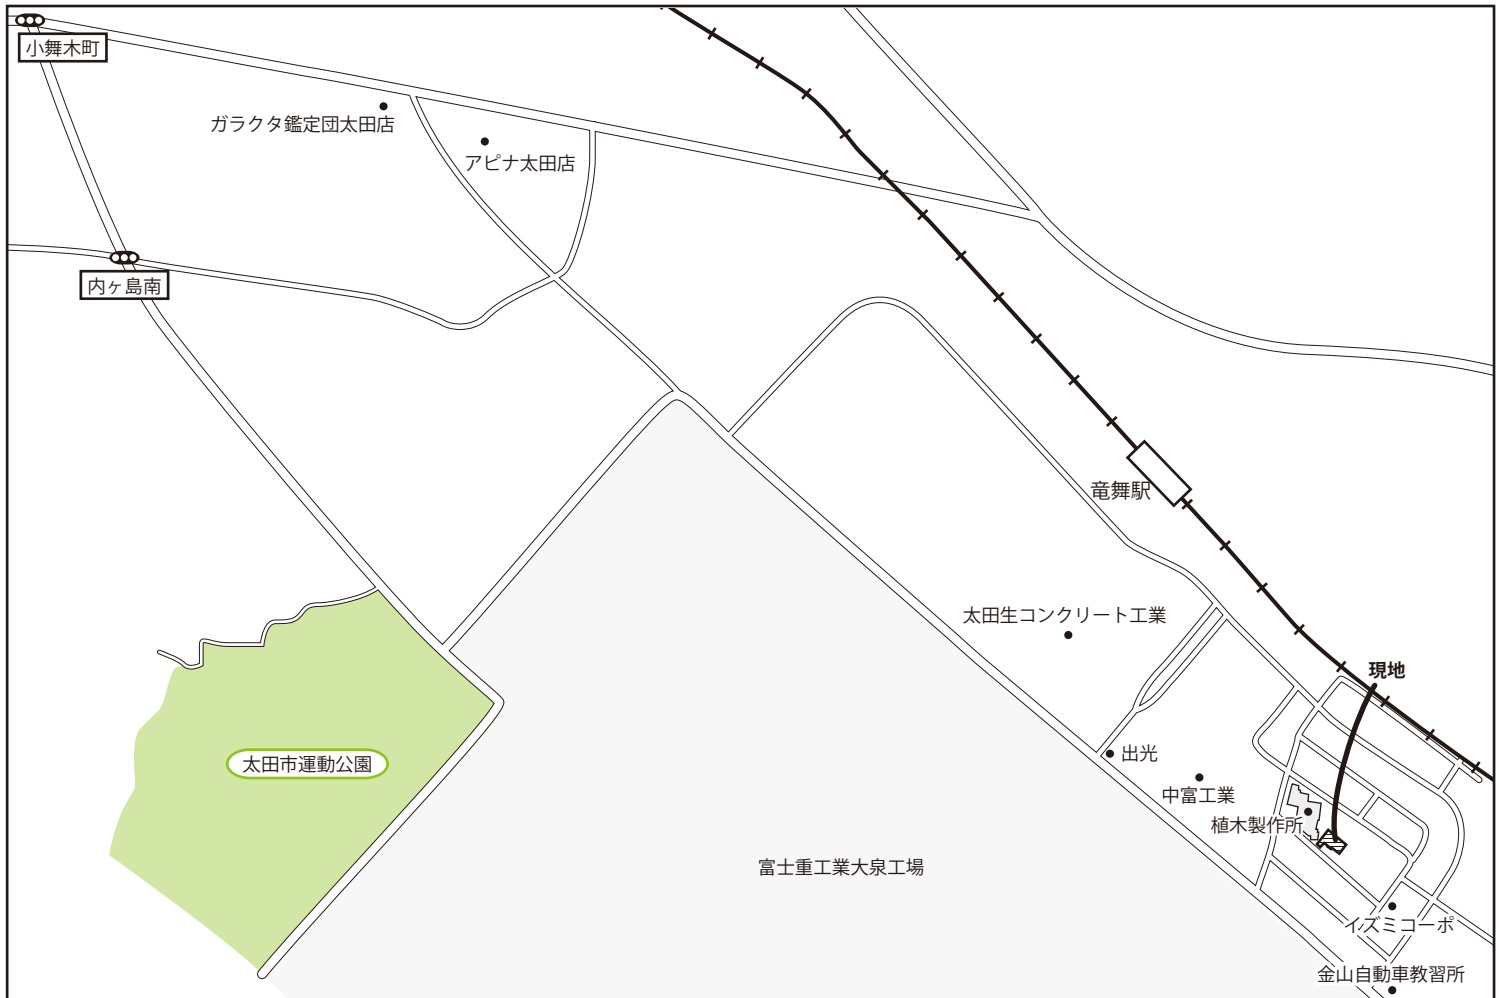 小舞木町
ガラクタ鑑定団太田店
アピナ太田店
内ヶ島南
竜舞駅
太田生コンクリート工業
現地
出光
太田市運動公園
中富工業
植木製作所
富士重工業大泉工場
イズミコーポ
金山自動車教習所